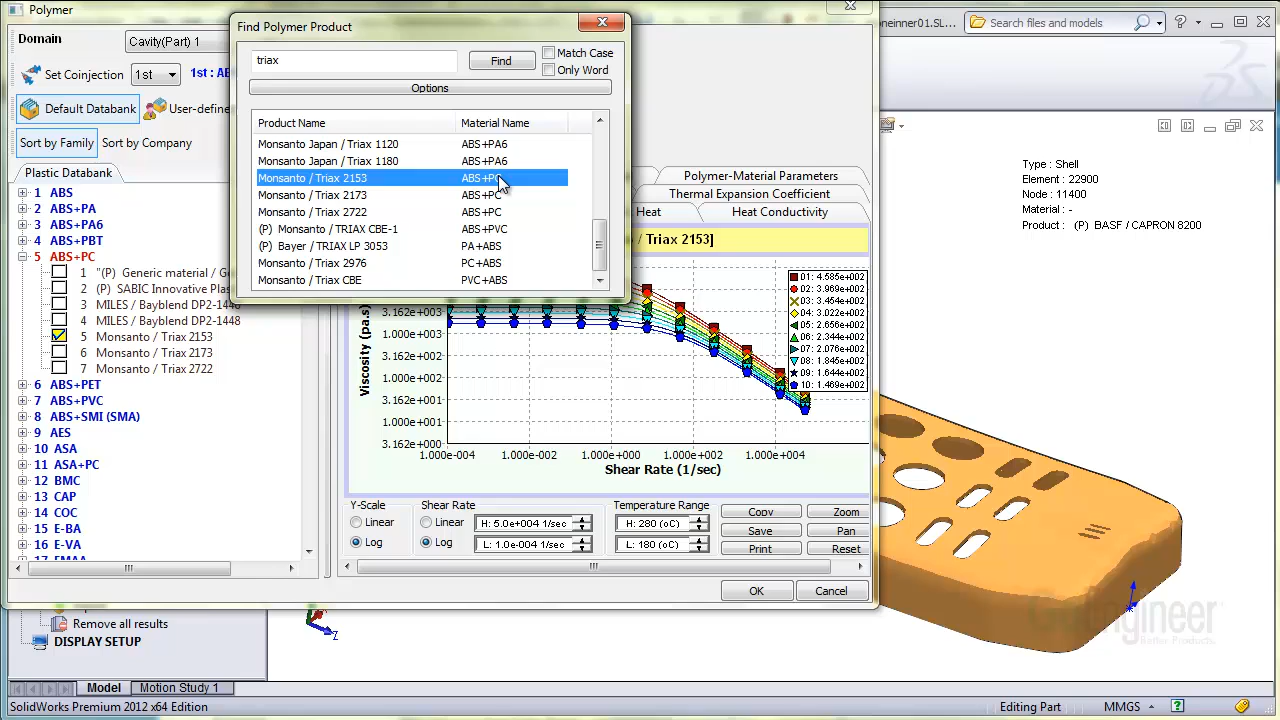 Polymer
Domain
Cavity(Part) 1
Set Coinjection
1st
1st : AB
Default Databank
User-define
Sort by Family
Sort by Company
Plastic Databank
1 ABS
2 ABS+PA
3 ABS+PA6
4 ABS+PBT
5 ABS+PC
1 "(P) Generic material / Ge
2 (P) SABIC Innovative Plas
3 MILES / Bayblend DP2-1448
4 MILES / Bayblend DP2-1448
5 Monsanto / Triax 2153
6 Monsanto / Triax 2173
7 Monsanto / Triax 2722
6 ABS+PET
7 ABS+PVC
8 ABS+SMI (SMA)
9 AES
10 ASA
11 ASA+PC
12 BMC
13 CAP
14 COC
15 E-BA
16 E-VA
17 EMAA
Find Polymer Product
triax
Find
Match Case
Only Word
Options
Product Name
Material Name
Monsanto Japan / Triax 1120 ABS+PA6
Monsanto Japan / Triax 1180 ABS+PA6
Monsanto / Triax 2153 ABS+PC
Monsanto / Triax 2173 ABS+PC
Monsanto / Triax 2722 ABS+PC
(P) Monsanto / TRIAX CBE-1 ABS+PVC
(P) Bayer / TRIAX LP 3053 PA+ABS
Monsanto / Triax 2976 PC+ABS
Monsanto / Triax CBE PVC+ABS
Polymer-Material Parameters
Thermal Expansion Coefficient
Heat
Heat Conductivity
/ Triax 2153]
Viscosity (pa.s)
3.162e+003
1.000e+003
3.162e+002
1.000e+002
3.162e+001
1.000e+001
3.162e+000
1.000e-004
1.000e-002
1.000e+000
1.000e+002
1.000e+004
Shear Rate (1/sec)
01: 4.585e+002
02: 3.969e+002
03: 3.454e+002
04: 3.022e+002
05: 2.656e+002
06: 2.344e+002
07: 2.076e+002
08: 1.845e+002
09: 1.644e+002
10: 1.469e+002
Y-Scale
Linear
Log
Shear Rate
Linear
Log
H: 5.0e+004 1/sec
L: 1.0e-004 1/sec
Temperature Range
H: 280 (oC)
L: 180 (oC)
Copy
Save
Print
Zoom
Pan
Reset
OK
Cancel
oneinner01.SL...
Search files and models
Type : Shell
Element : 22900
Node : 11400
Material : -
Product : (P) BASF / CAPRON 8200
Z
GoEngineer
Better Products.
Remove all results
DISPLAY SETUP
Model
Motion Study 1
SolidWorks Premium 2012 x64 Edition
Editing Part
MMGS